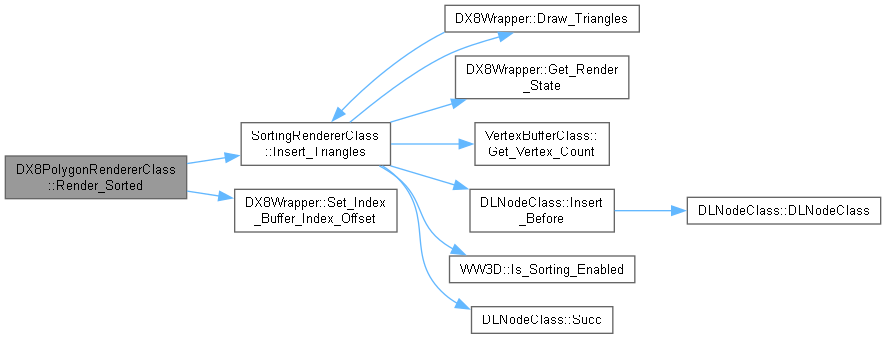 DX8Wrapper::Draw_Triangles
DX8Wrapper::Get_Render
_State
SortingRendererClass
::Insert_Triangles
VertexBufferClass::
Get_Vertex_Count
DX8PolygonRendererClass
::Render_Sorted
DX8Wrapper::Set_Index
_Buffer_Index_Offset
DLNodeClass::Insert
_Before
DLNodeClass::DLNodeClass
WW3D::Is_Sorting_Enabled
DLNodeClass::Succ